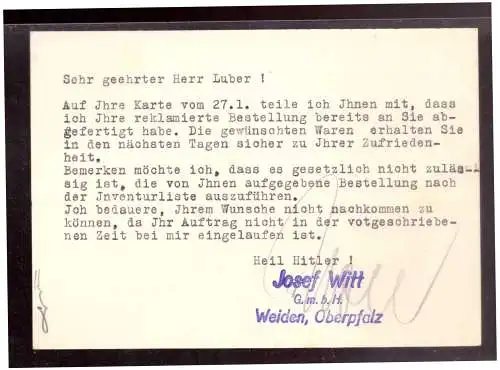 Sehr geehrter Herr Luber !
Auf Jhre Karte vom 27.1. teile ich Jhnen mit, dass
ich Jhre reklamierte Bestellung bereits an Sie ab-
gefertigt habe. Die gewünschten Waren erhalten Sie
in den nächsten Tagen sicher zu Jhrer Zufrieden-
heit.
Bemerken möchte ich, dass es gesetzlich nicht zuläs-
sig ist, die von Jhnen aufgegebene Bestellung nach
der Jnventurliste auszuführen.
Jch bedauere, Jhrem Wunsche nicht nachkommen zu
können, da Jhr Auftrag nicht in der votgeschriebe-
nen Zeit bei mir eingelaufen ist.
Heil Hitler !
Josef Witt
G.m.b.H.
Weiden, Oberpfalz